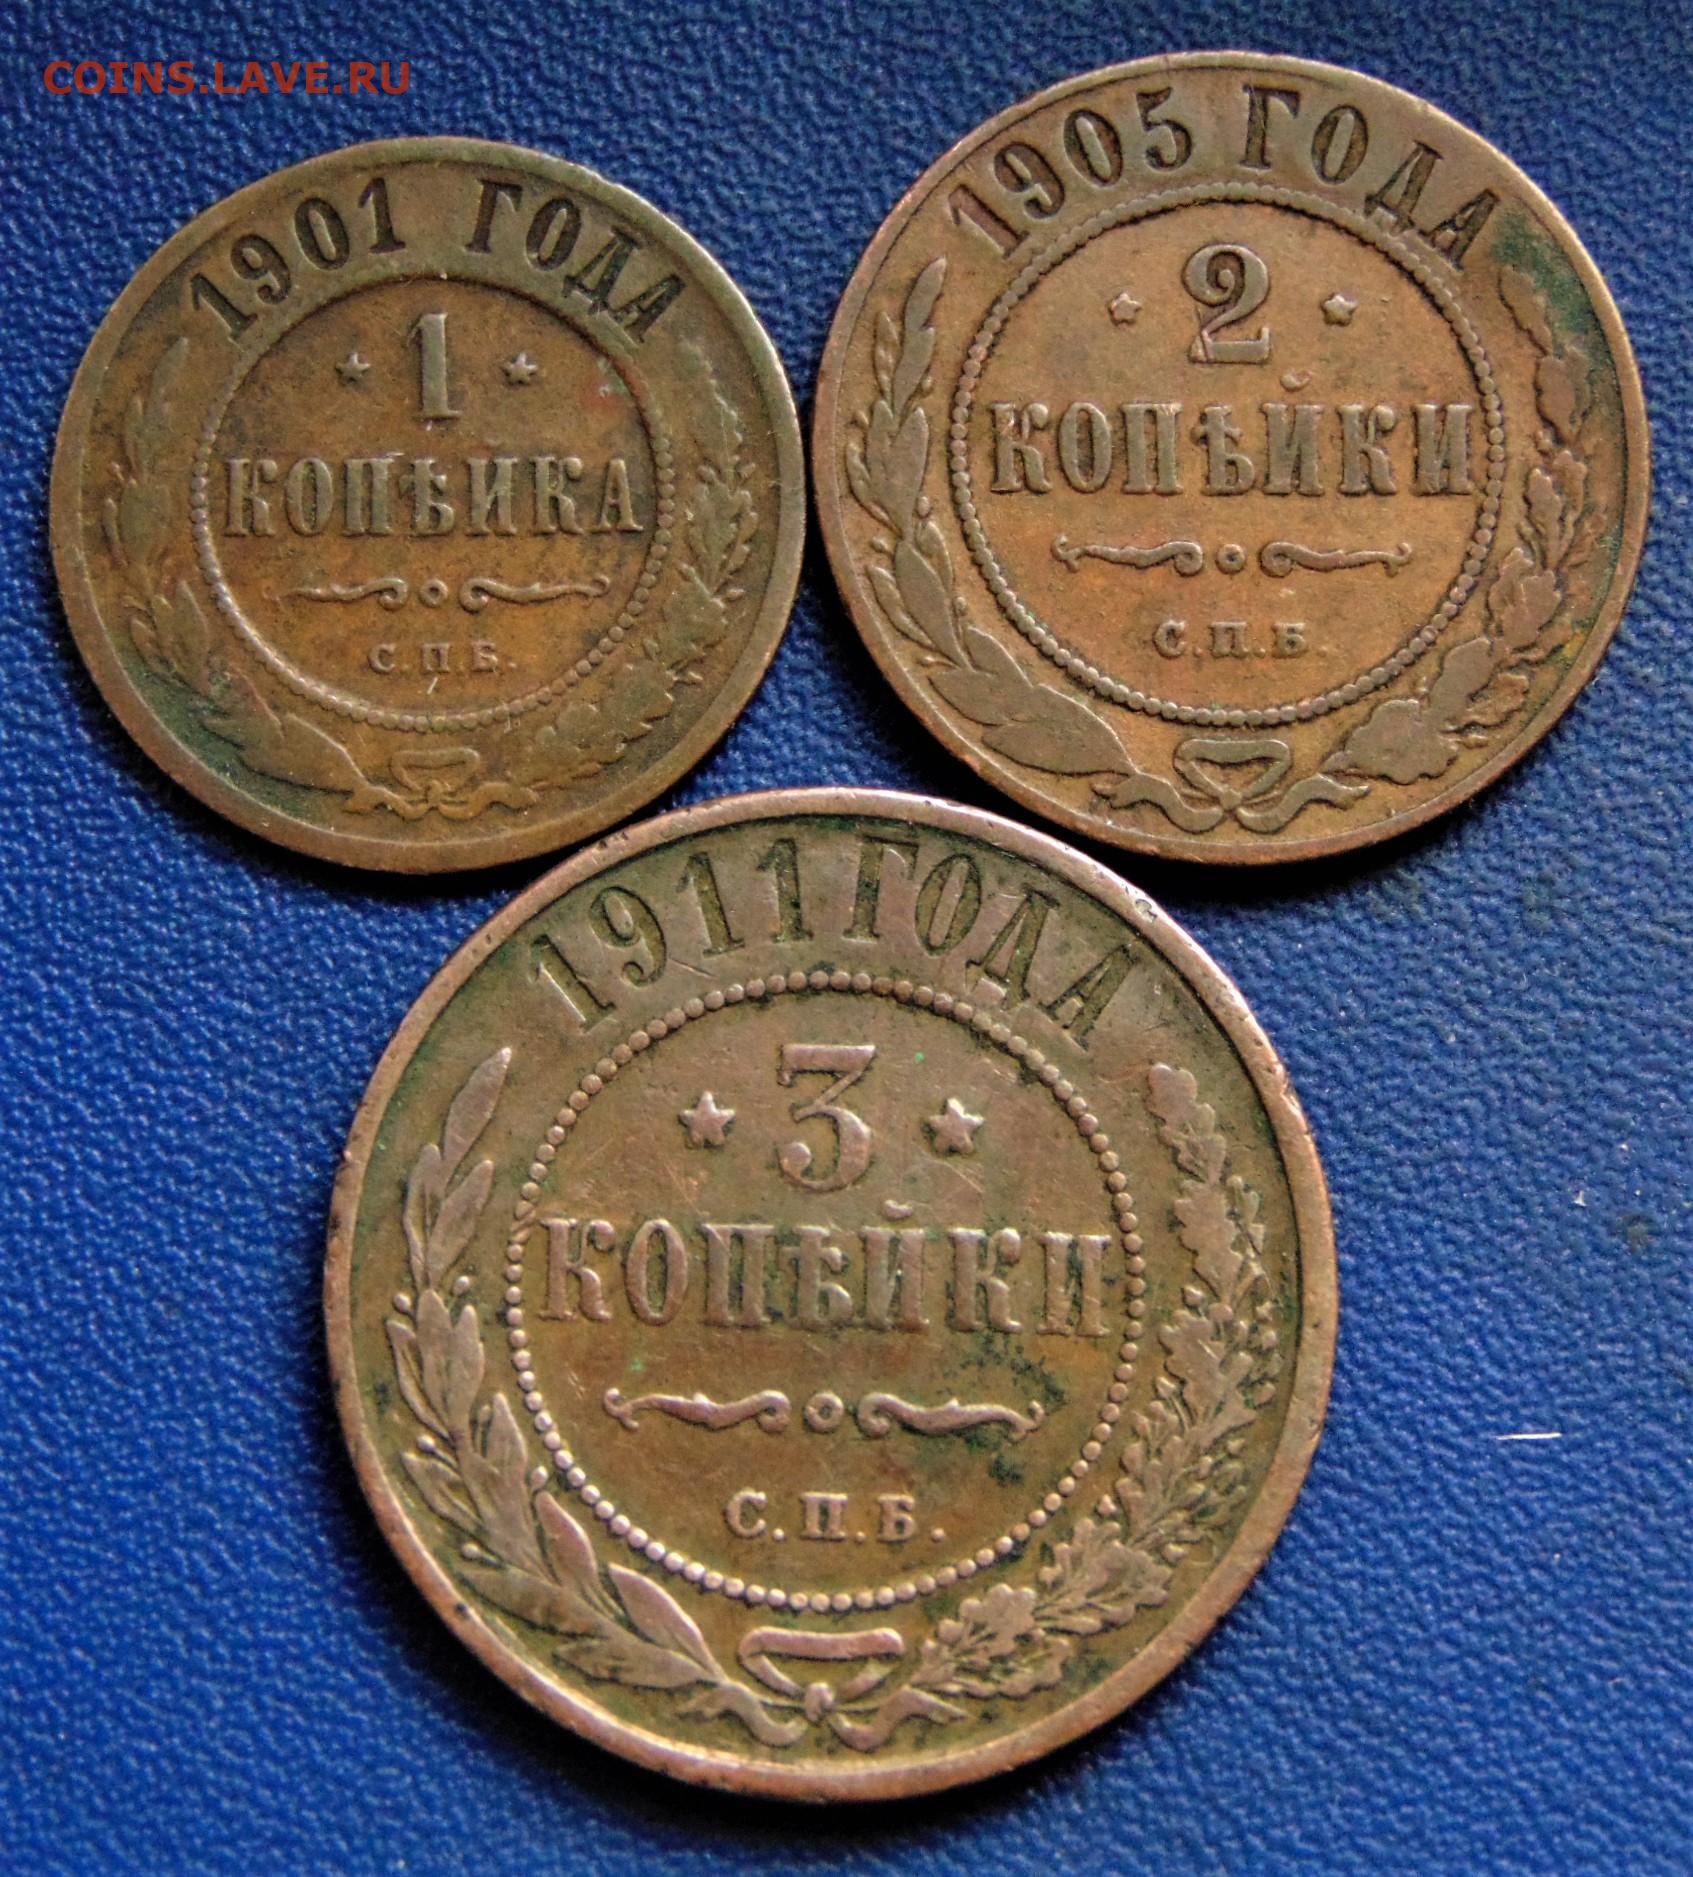 COINS.LAVE.RU
1901 ГОДА
1
КОПѢЙКА
С.П.Б.
1905 ГОДА
2
КОПѢЙКИ
С.П.Б.
1911 ГОДА
3
КОПѢЙКИ
С.П.Б.